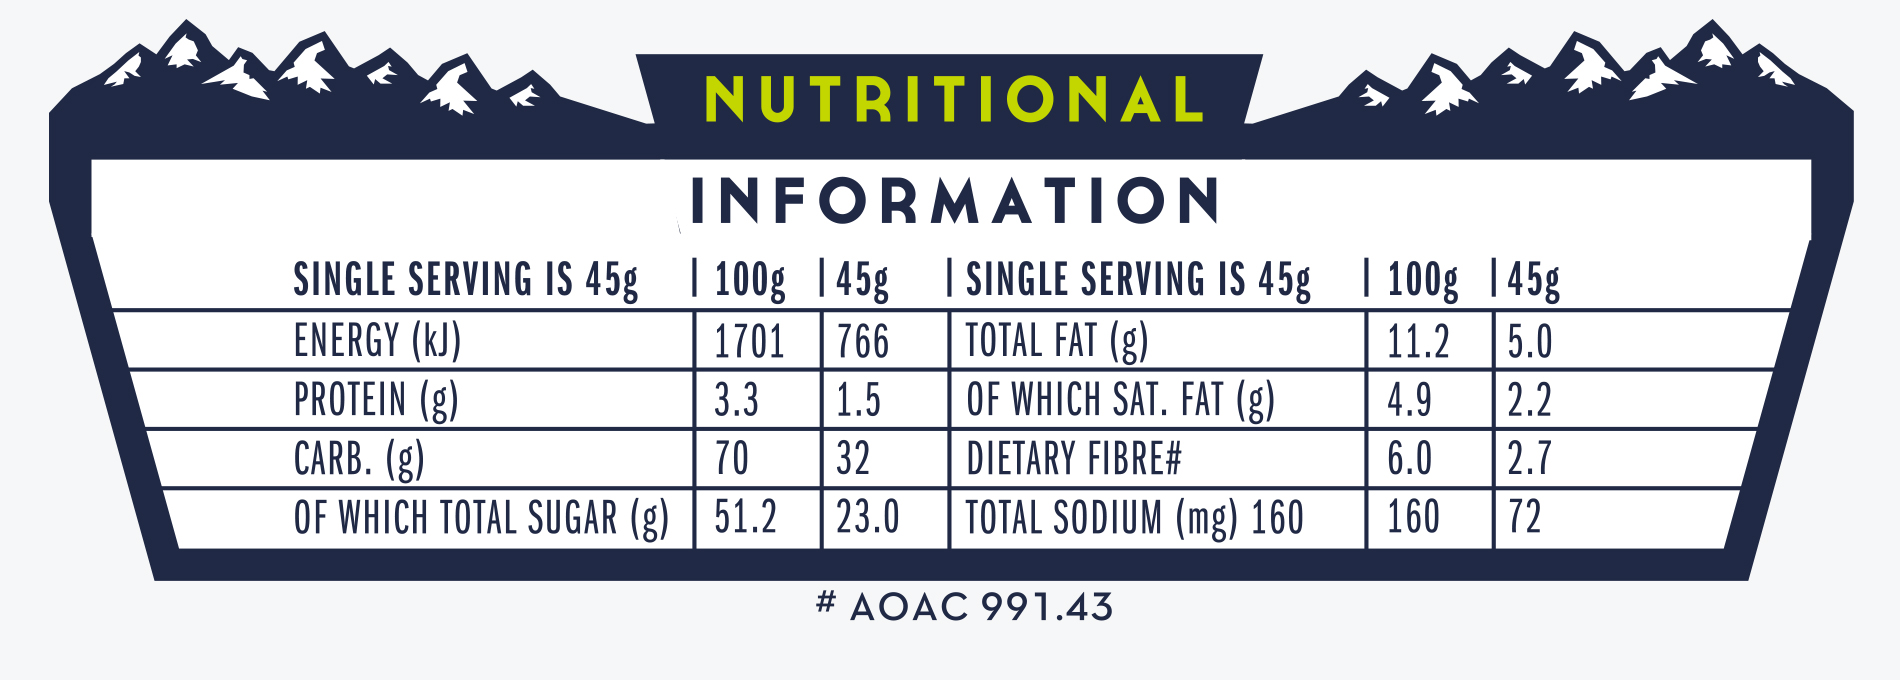 NUTRITIONAL
INFORMATION
SINGLE SERVING IS 45g | 100g | 45g | SINGLE SERVING IS 45g | 100g | 45g
ENERGY (kJ) 1701 766 TOTAL FAT (g) 11.2 5.0
PROTEIN (g) 3.3 1.5 OF WHICH SAT. FAT (g) 4.9 2.2
CARB. (g) 70 32 DIETARY FIBRE# 6.0 2.7
OF WHICH TOTAL SUGAR (g) 51.2 23.0 TOTAL SODIUM (mg) 160 160 72
# AOAC 991.43